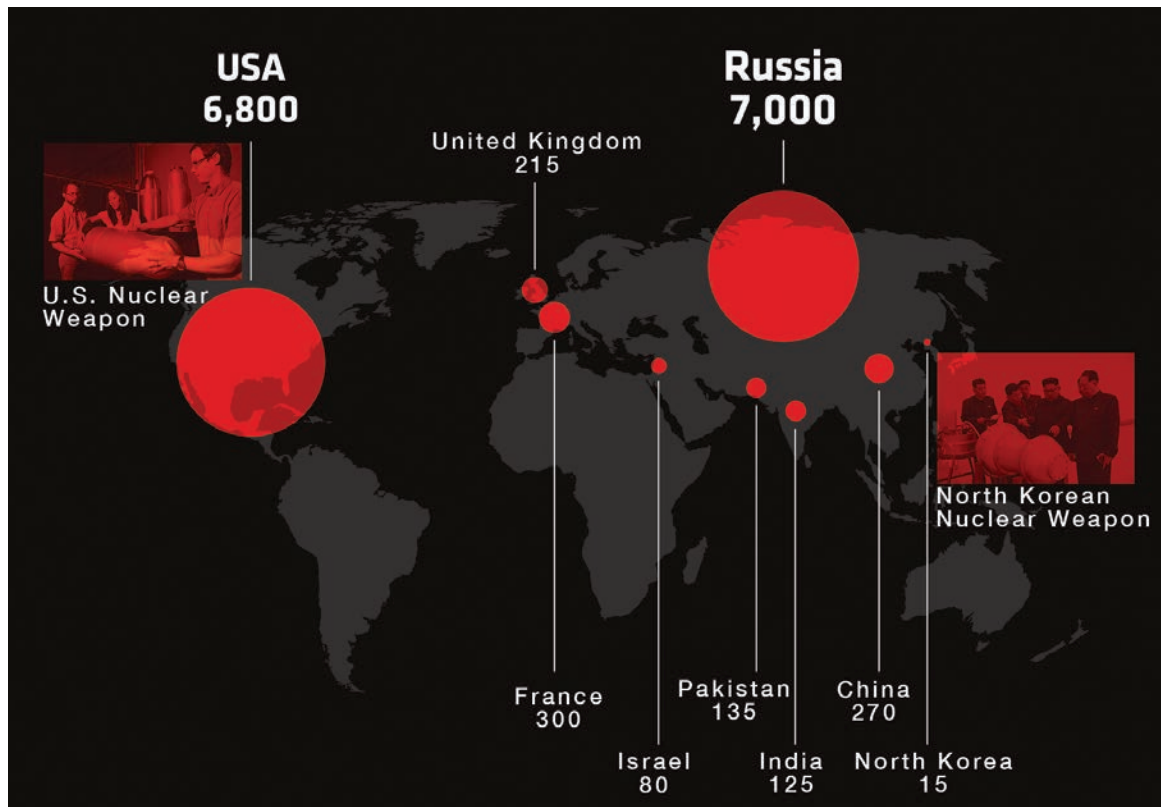 USA
6,800
Russia
7,000
United Kingdom
215
U.S. Nuclear
Weapon
North Korean
Nuclear Weapon
France
300
Pakistan
135
China
270
Israel
80
India
125
North Korea
15